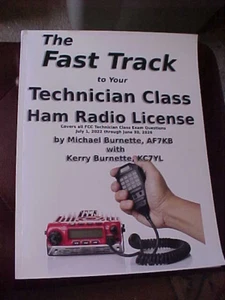 The
Fast Track
to Your
Technician Class
Ham Radio License
Covers all FCC Technician Class Exam Questions
July 1, 2022 through June 30, 2026
by Michael Burnette, AF7KB
with
Kerry Burnette, KC7YL